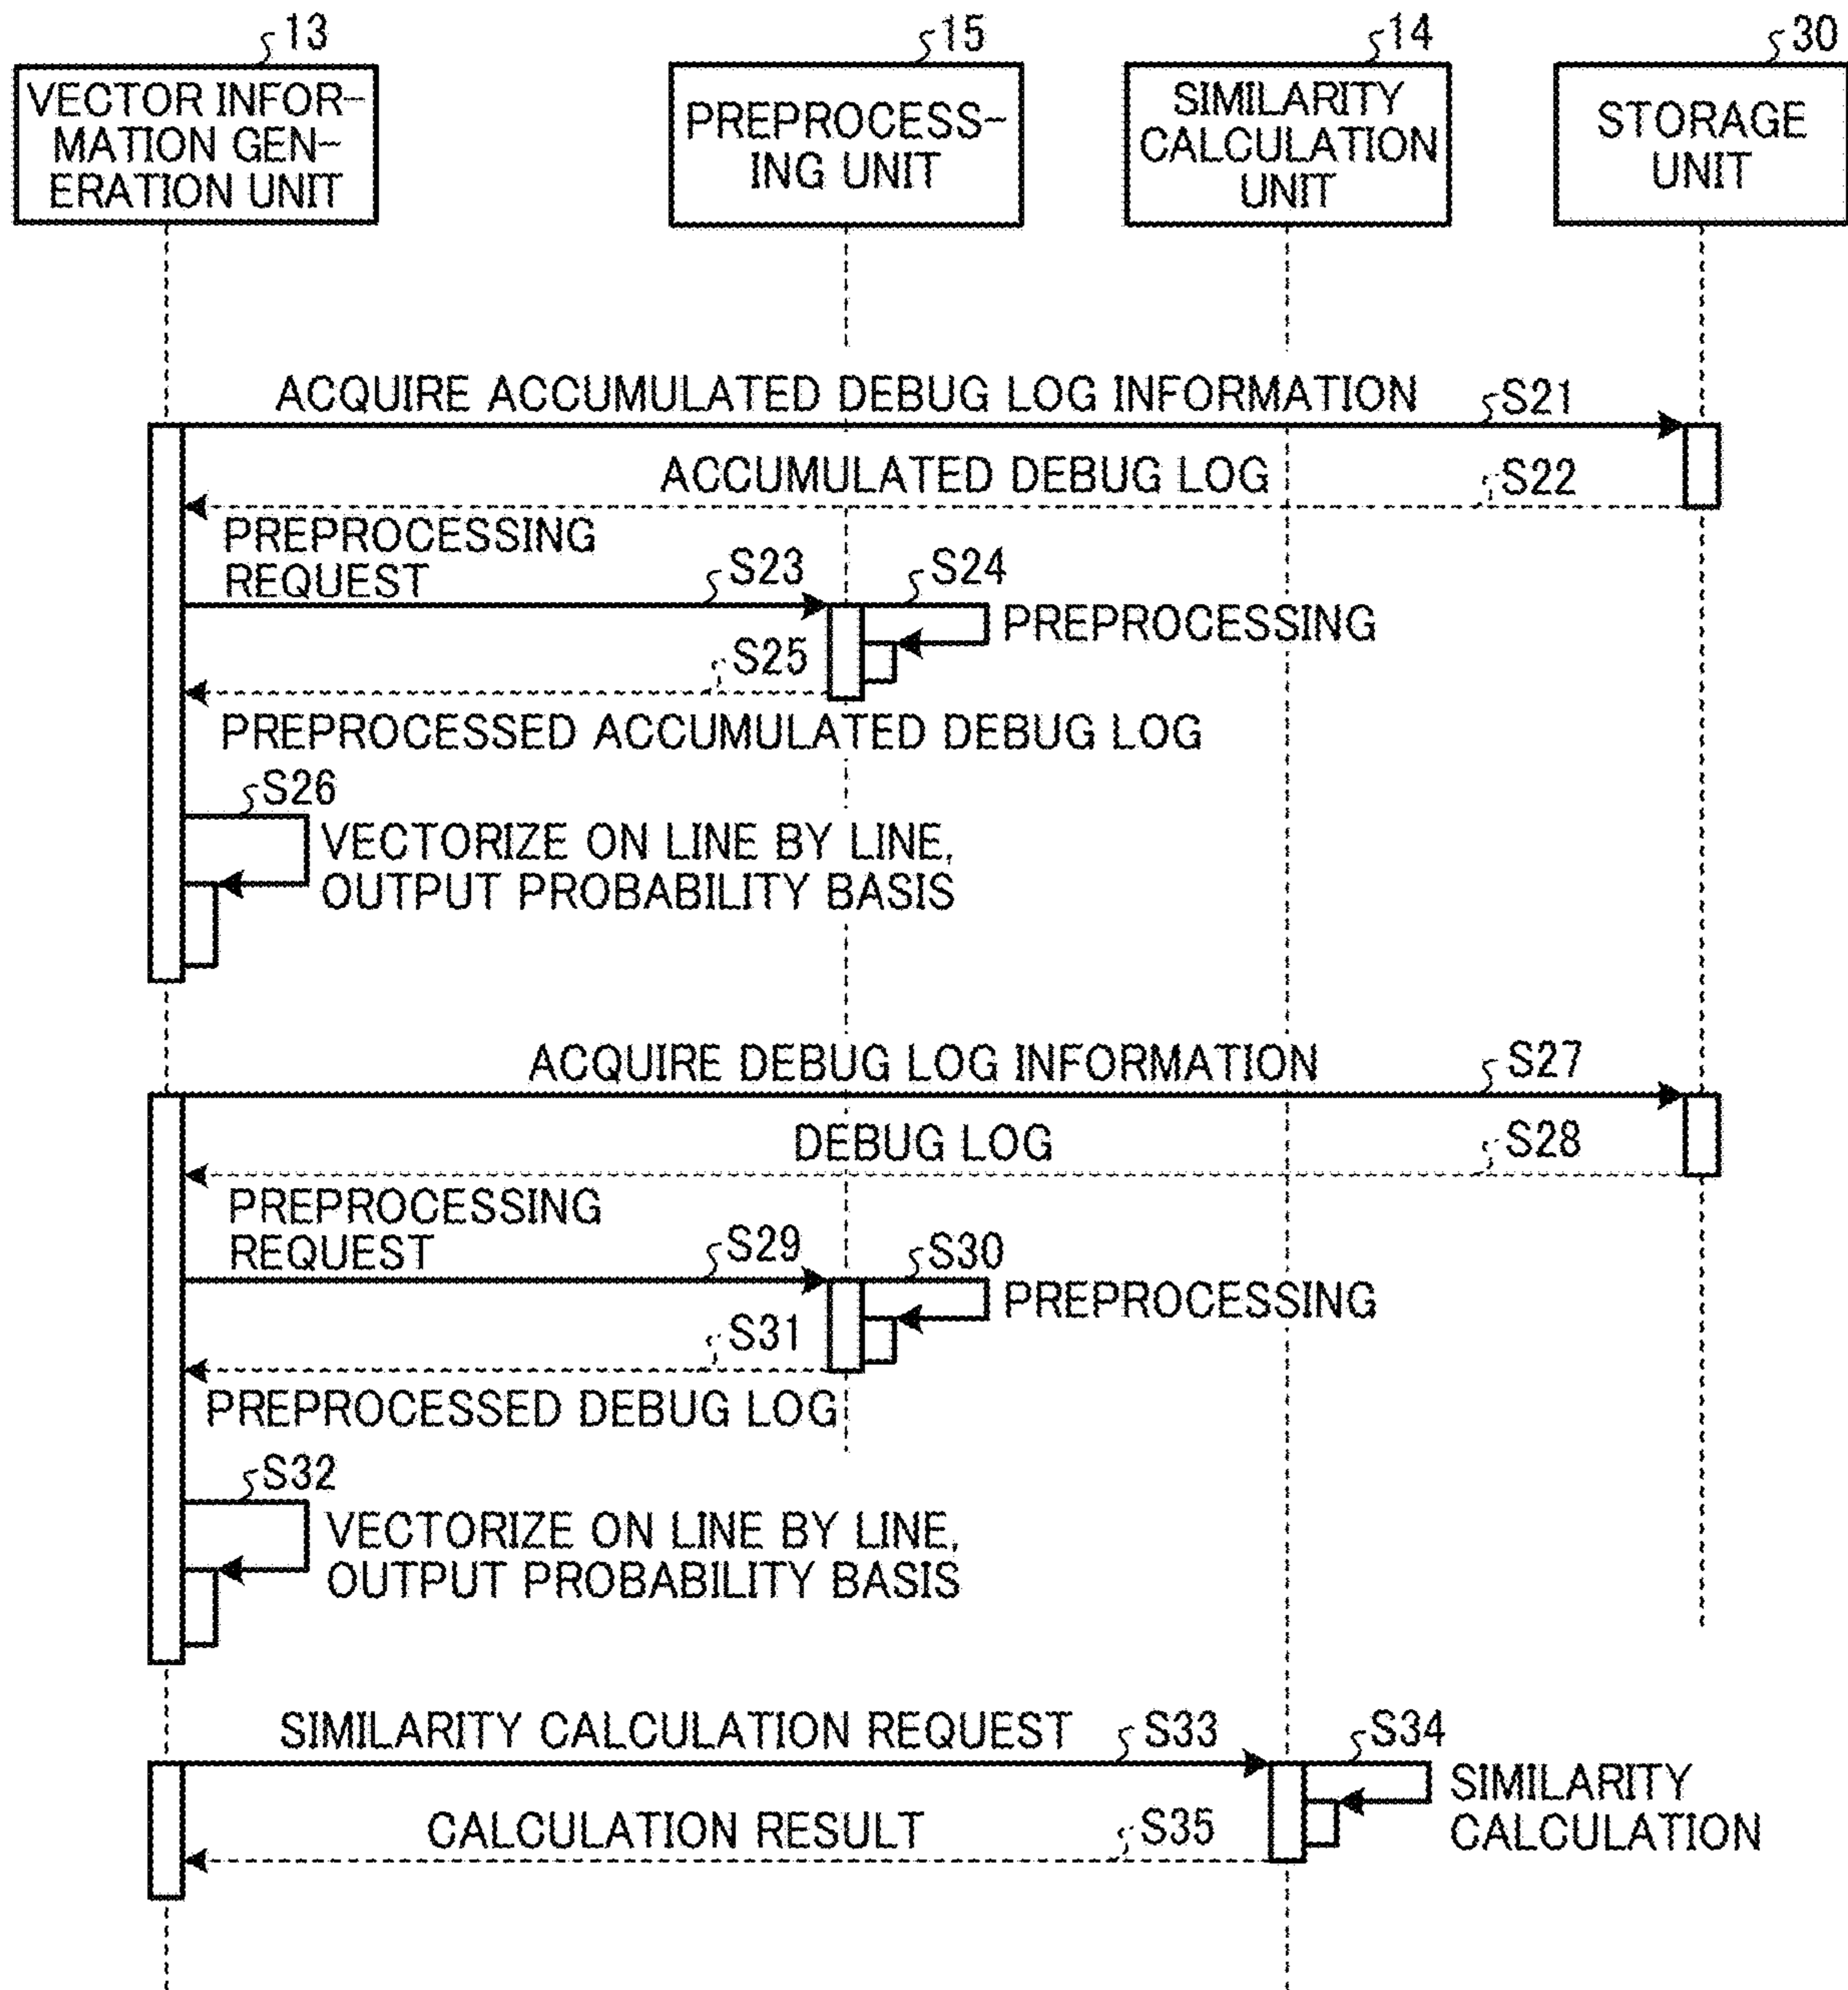 13
15
14
30
VECTOR INFOR-
MATION GEN-
ERATION UNIT
PREPROCESS-
ING UNIT
SIMILARITY
CALCULATION
UNIT
STORAGE
UNIT
ACQUIRE ACCUMULATED DEBUG LOG INFORMATION
S21
ACCUMULATED DEBUG LOG
S22
PREPROCESSING
REQUEST
S23
S24
PREPROCESSING
S25
PREPROCESSED ACCUMULATED DEBUG LOG
S26
VECTORIZE ON LINE BY LINE,
OUTPUT PROBABILITY BASIS
ACQUIRE DEBUG LOG INFORMATION
S27
DEBUG LOG
S28
PREPROCESSING
REQUEST
S29
S30
PREPROCESSING
S31
PREPROCESSED DEBUG LOG
S32
VECTORIZE ON LINE BY LINE,
OUTPUT PROBABILITY BASIS
SIMILARITY CALCULATION REQUEST
S33
S34
SIMILARITY
CALCULATION
CALCULATION RESULT
S35